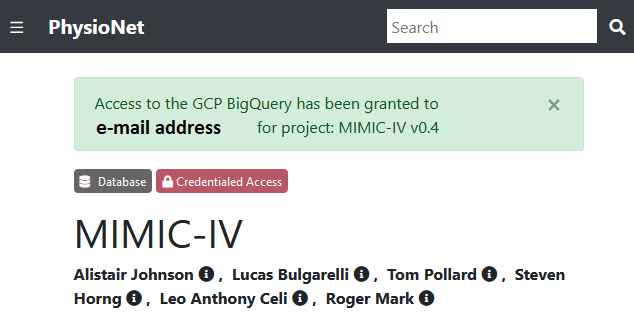 PhysioNet
Search
Access to the GCP BigQuery has been granted to
e-mail address for project: MIMIC-IV v0.4
×
Database
Credentialed Access
MIMIC-IV
Alistair Johnson , Lucas Bulgarelli , Tom Pollard , Steven
Horng , Leo Anthony Celi , Roger Mark